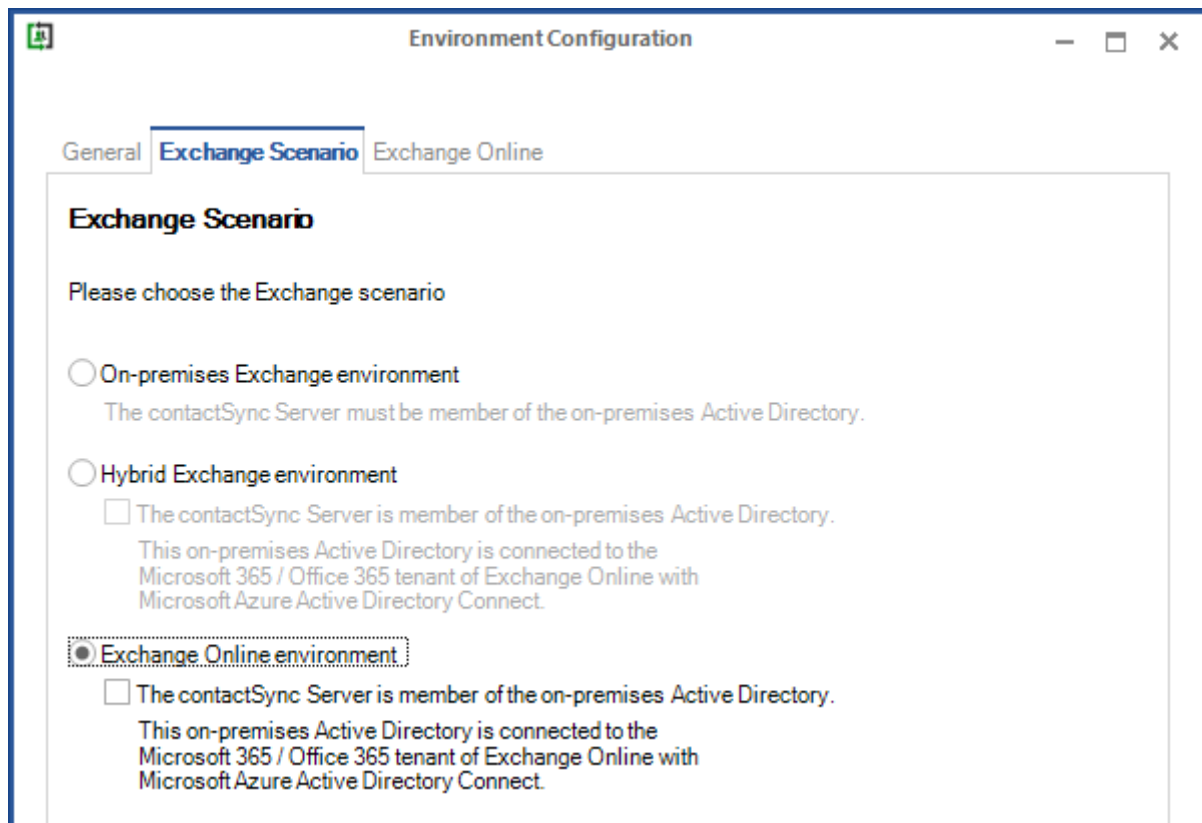 Environment Configuration
General Exchange Scenario Exchange Online
Exchange Scenario
Please choose the Exchange scenario
On-premises Exchange environment
The contactSync Server must be member of the on-premises Active Directory.
Hybrid Exchange environment
The contactSync Server is member of the on-premises Active Directory.
This on-premises Active Directory is connected to the
Microsoft 365 / Office 365 tenant of Exchange Online with
Microsoft Azure Active Directory Connect.
Exchange Online environment
The contactSync Server is member of the on-premises Active Directory.
This on-premises Active Directory is connected to the
Microsoft 365 / Office 365 tenant of Exchange Online with
Microsoft Azure Active Directory Connect.